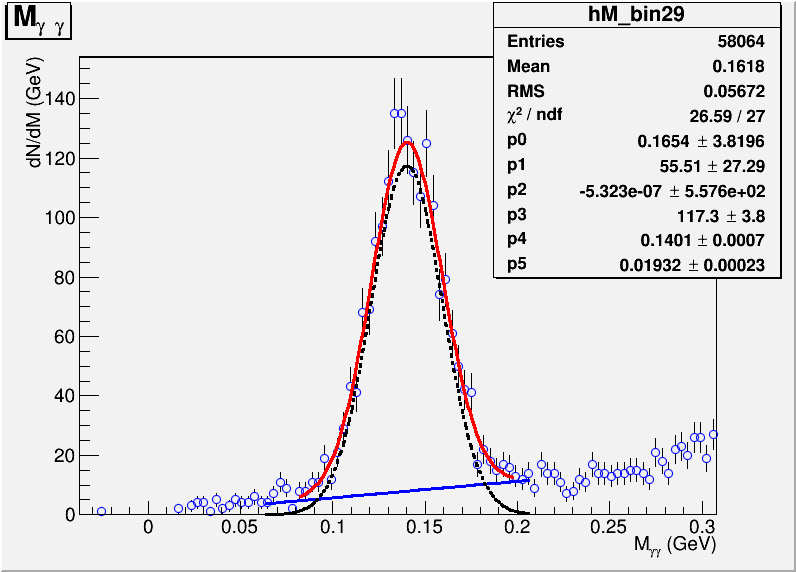 M γ γ
hM_bin29
Entries 58064
Mean 0.1618
RMS 0.05672
χ² / ndf 26.59 / 27
p0 0.1654 ± 3.8196
p1 55.51 ± 27.29
p2 -5.323e-07 ± 5.576e+02
p3 117.3 ± 3.8
p4 0.1401 ± 0.0007
p5 0.01932 ± 0.00023
dN/dM (GeV)
140
120
100
80
60
40
20
0
0 0.05 0.1 0.15 0.2 0.25 0.3
Mγγ (GeV)